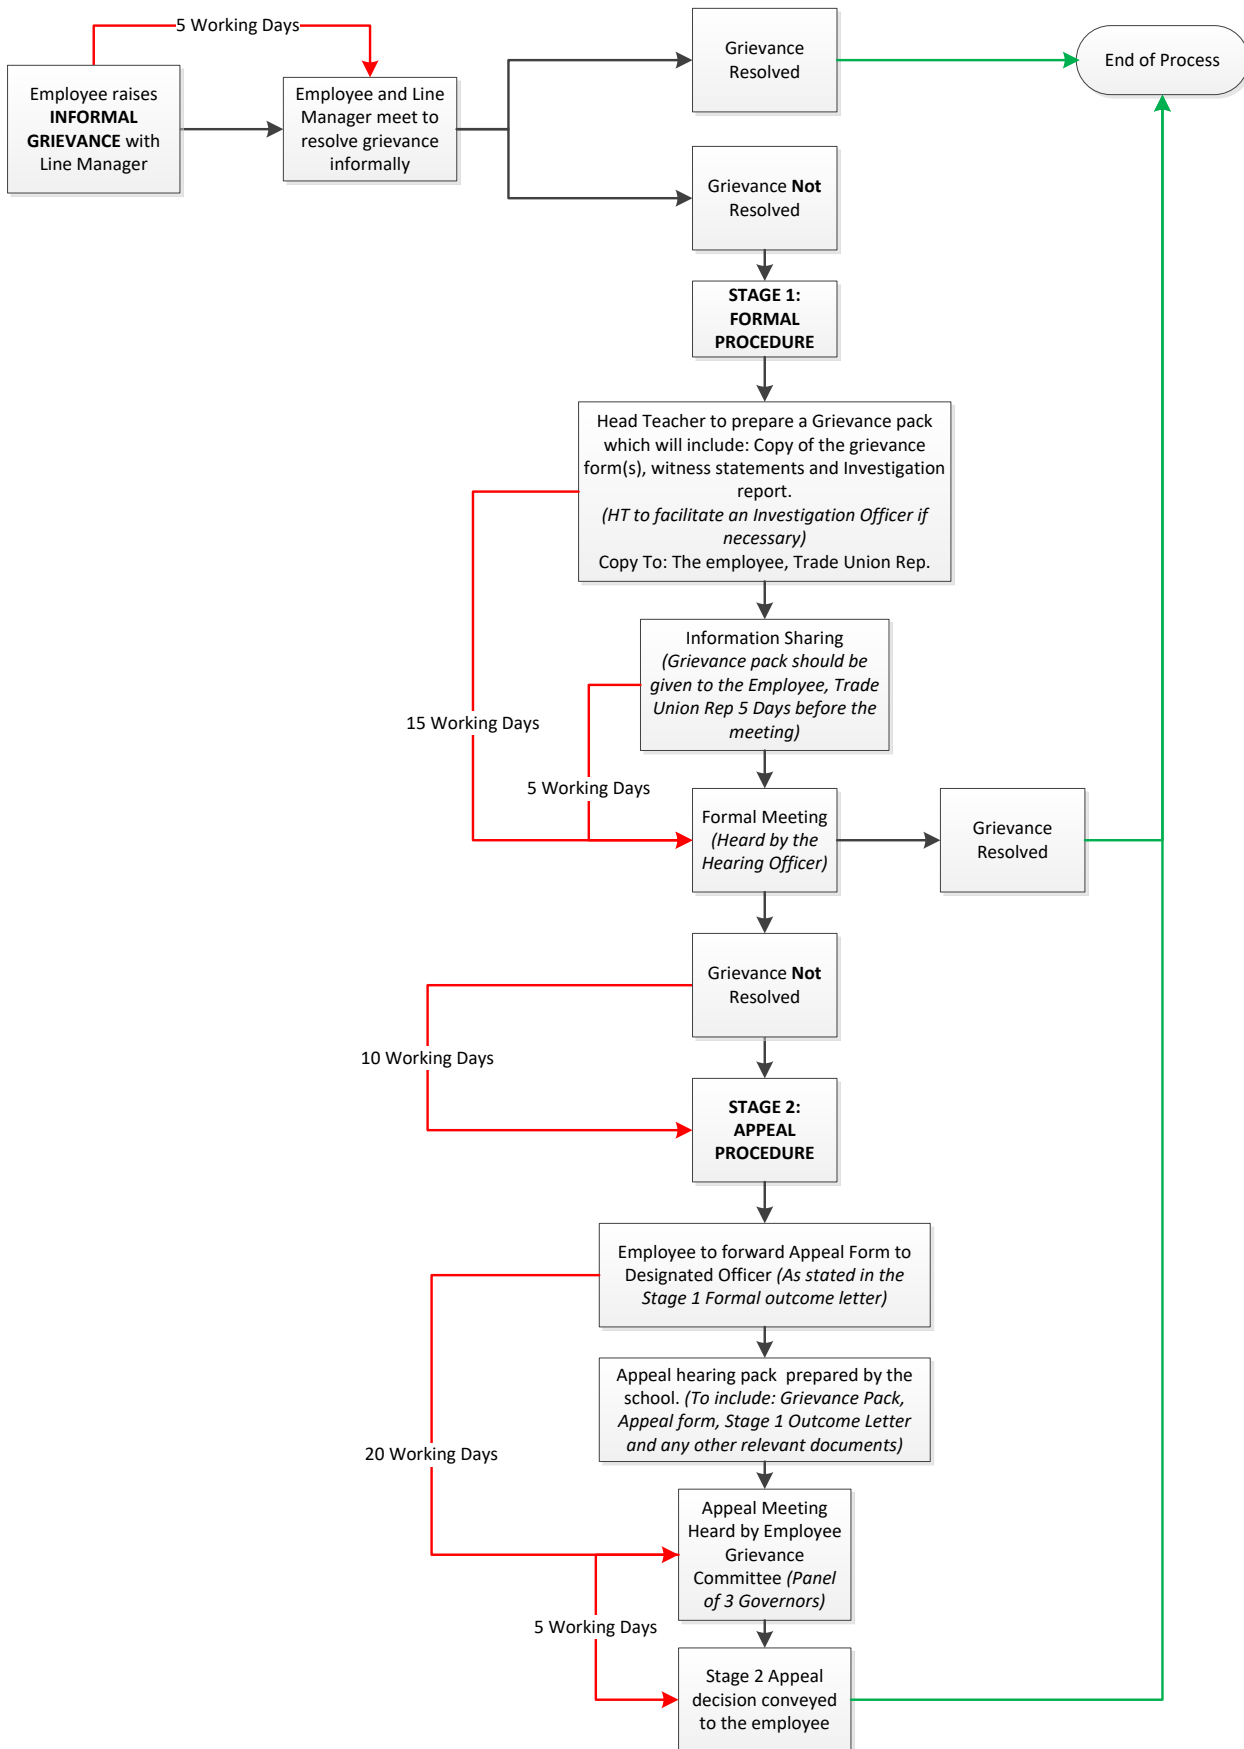 5 Working Days
Employee raises
INFORMAL
GRIEVANCE with
Line Manager
Employee and Line
Manager meet to
resolve grievance
informally
Grievance
Resolved
End of Process
Grievance Not
Resolved
STAGE 1:
FORMAL
PROCEDURE
Head Teacher to prepare a Grievance pack
which will include: Copy of the grievance
form(s), witness statements and Investigation
report.
(HT to facilitate an Investigation Officer if
necessary)
Copy To: The employee, Trade Union Rep.
Information Sharing
(Grievance pack should be
given to the Employee, Trade
Union Rep 5 Days before the
meeting)
15 Working Days
5 Working Days
Formal Meeting
(Heard by the
Hearing Officer)
Grievance
Resolved
Grievance Not
Resolved
10 Working Days
STAGE 2:
APPEAL
PROCEDURE
Employee to forward Appeal Form to
Designated Officer (As stated in the
Stage 1 Formal outcome letter)
Appeal hearing pack  prepared by the
school. (To include: Grievance Pack,
Appeal form, Stage 1 Outcome Letter
and any other relevant documents)
20 Working Days
Appeal Meeting
Heard by Employee
Grievance
Committee (Panel
of 3 Governors)
5 Working Days
Stage 2 Appeal
decision conveyed
to the employee